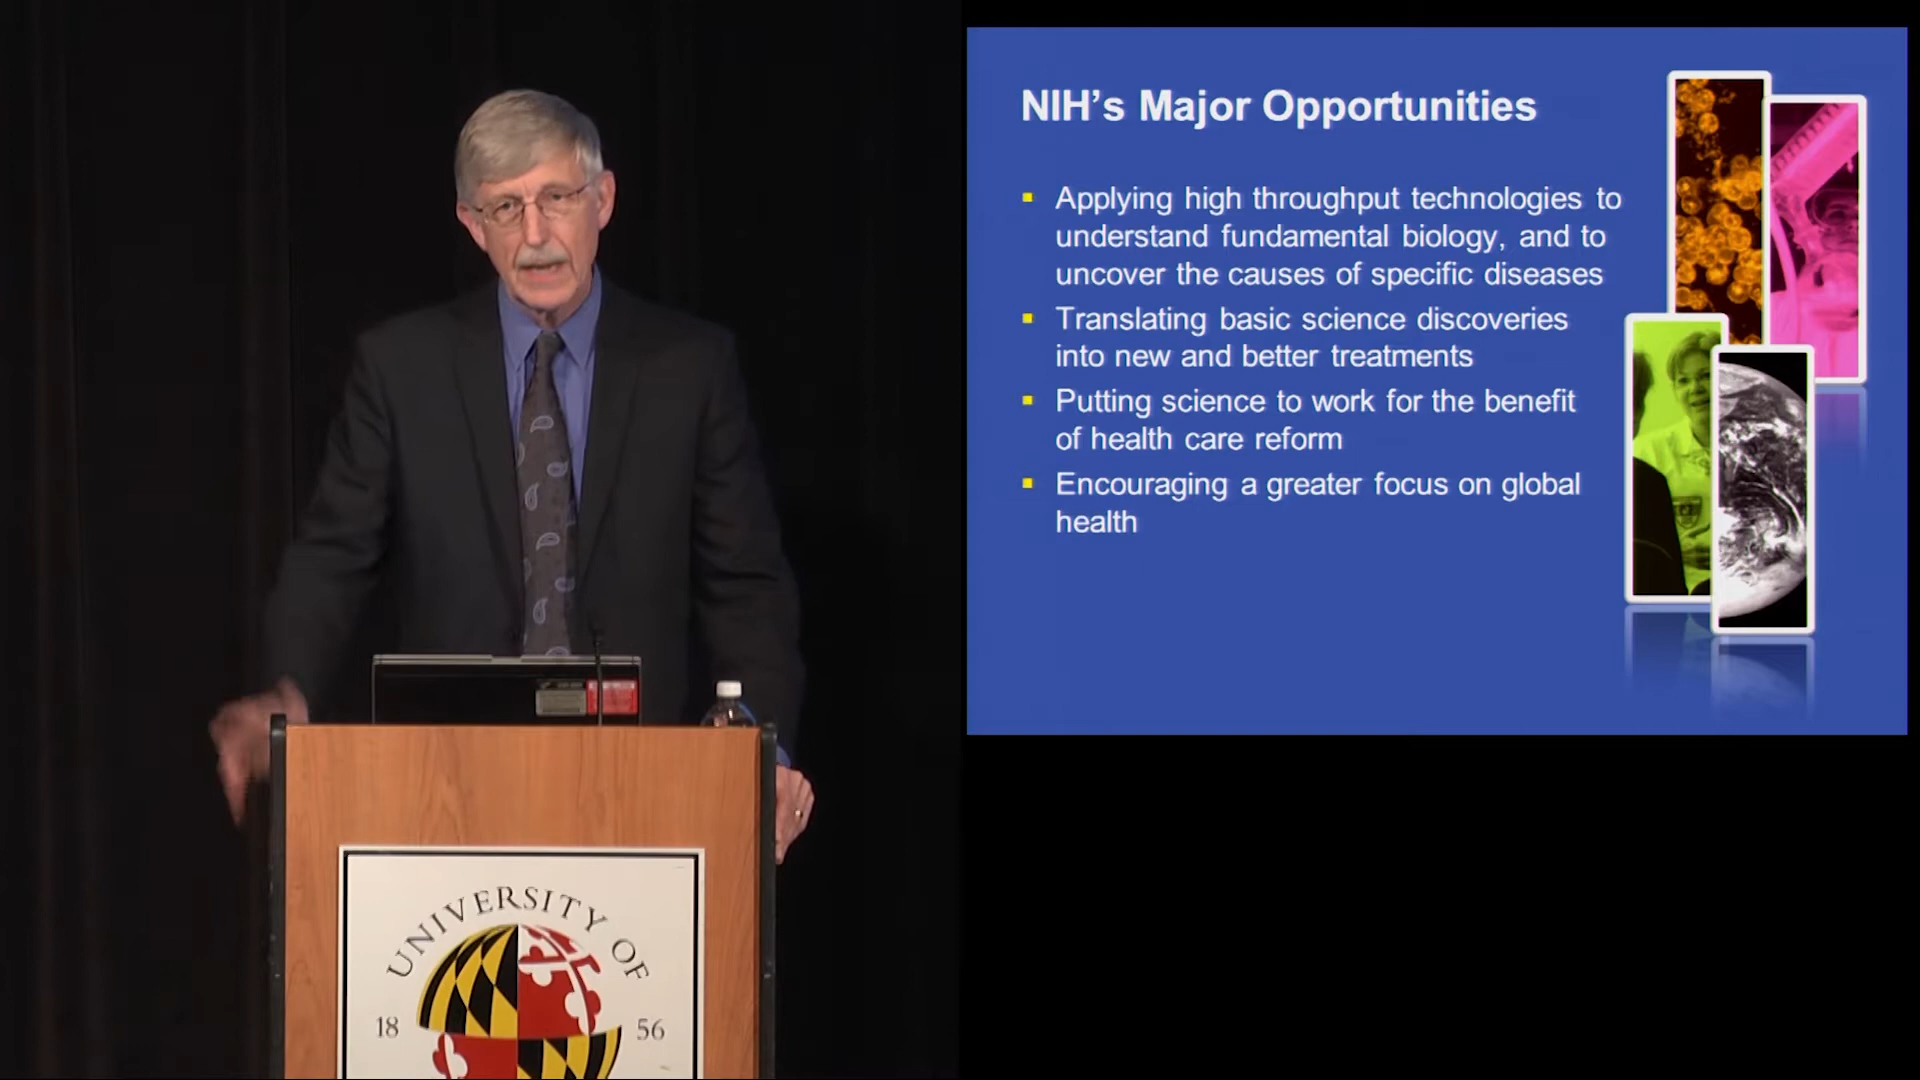 NIH’s Major Opportunities
Applying high throughput technologies to
understand fundamental biology, and to
uncover the causes of specific diseases
Translating basic science discoveries
into new and better treatments
Putting science to work for the benefit
of health care reform
Encouraging a greater focus on global
health
UNIVERSITY OF
18 56